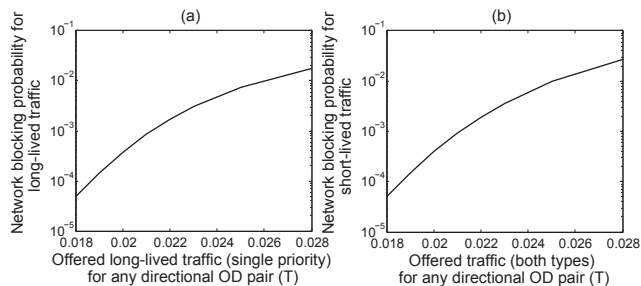 (a)
Network blocking probability for
long-lived traffic
10⁻¹
10⁻²
10⁻³
10⁻⁴
10⁻⁵
0.018 0.02 0.022 0.024 0.026 0.028
Offered long-lived traffic (single priority)
for any directional OD pair (T)
(b)
Network blocking probability for
short-lived traffic
10⁻¹
10⁻²
10⁻³
10⁻⁴
10⁻⁵
0.018 0.02 0.022 0.024 0.026 0.028
Offered traffic (both types)
for any directional OD pair (T)